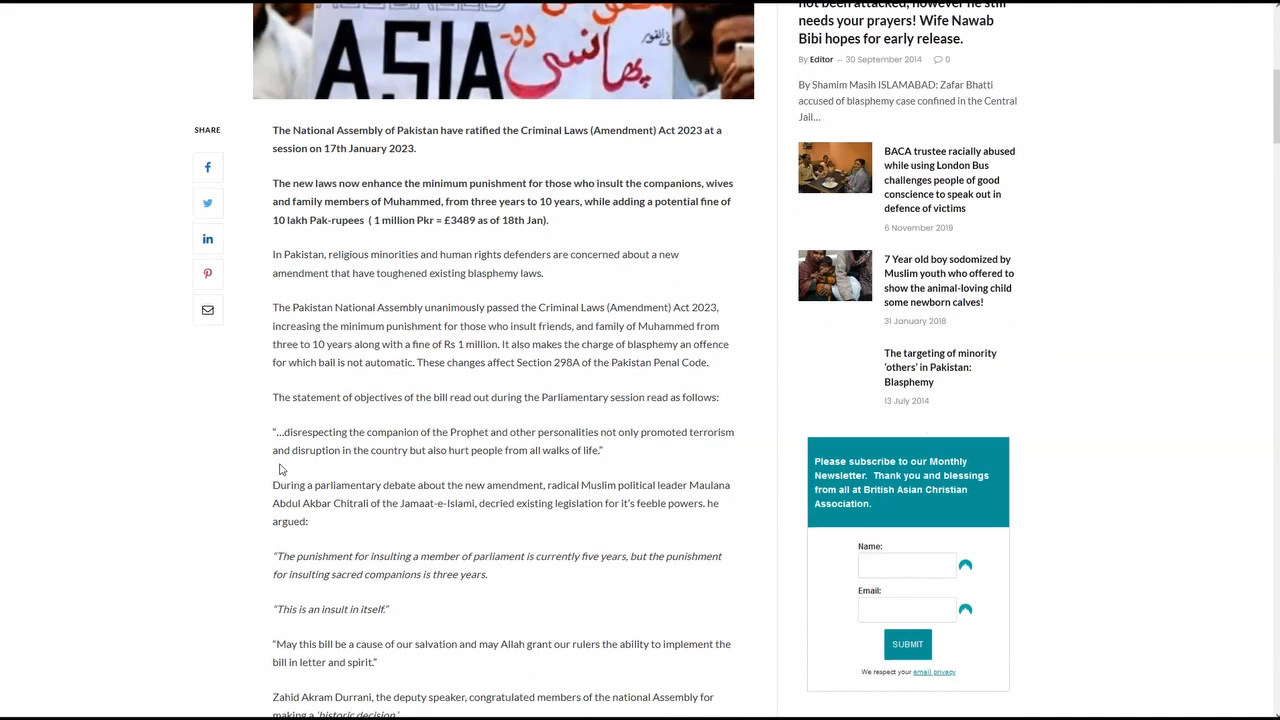 ASIA
پھانسی دو-
فی الفور
SHARE
The National Assembly of Pakistan have ratified the Criminal Laws (Amendment) Act 2023 at a
session on 17th January 2023.
The new laws now enhance the minimum punishment for those who insult the companions, wives
and family members of Muhammed, from three years to 10 years, while adding a potential fine of
10 lakh Pak-rupees ( 1 million Pkr = £3489 as of 18th Jan).
In Pakistan, religious minorities and human rights defenders are concerned about a new
amendment that have toughened existing blasphemy laws.
The Pakistan National Assembly unanimously passed the Criminal Laws (Amendment) Act 2023,
increasing the minimum punishment for those who insult friends, and family of Muhammed from
three to 10 years along with a fine of Rs 1 million. It also makes the charge of blasphemy an offence
for which bail is not automatic. These changes affect Section 298A of the Pakistan Penal Code.
The statement of objectives of the bill read out during the Parliamentary session read as follows:
“…disrespecting the companion of the Prophet and other personalities not only promoted terrorism
and disruption in the country but also hurt people from all walks of life.”
During a parliamentary debate about the new amendment, radical Muslim political leader Maulana
Abdul Akbar Chitrali of the Jamaat-e-Islami, decried existing legislation for it’s feeble powers. he
argued:
“The punishment for insulting a member of parliament is currently five years, but the punishment
for insulting sacred companions is three years.
“This is an insult in itself.”
“May this bill be a cause of our salvation and may Allah grant our rulers the ability to implement the
bill in letter and spirit.”
Zahid Akram Durrani, the deputy speaker, congratulated members of the national Assembly for
making a ‘historic decision.’
not been attacked, however he still
needs your prayers! Wife Nawab
Bibi hopes for early release.
By Editor — 30 September 2014 0
By Shamim Masih ISLAMABAD: Zafar Bhatti
accused of blasphemy case confined in the Central
Jail…
BACA trustee racially abused
while using London Bus
challenges people of good
conscience to speak out in
defence of victims
6 November 2019
7 Year old boy sodomized by
Muslim youth who offered to
show the animal-loving child
some newborn calves!
31 January 2018
The targeting of minority
‘others’ in Pakistan:
Blasphemy
13 July 2014
Please subscribe to our Monthly
Newsletter. Thank you and blessings
from all at British Asian Christian
Association.
Name:
Email:
SUBMIT
We respect your email privacy